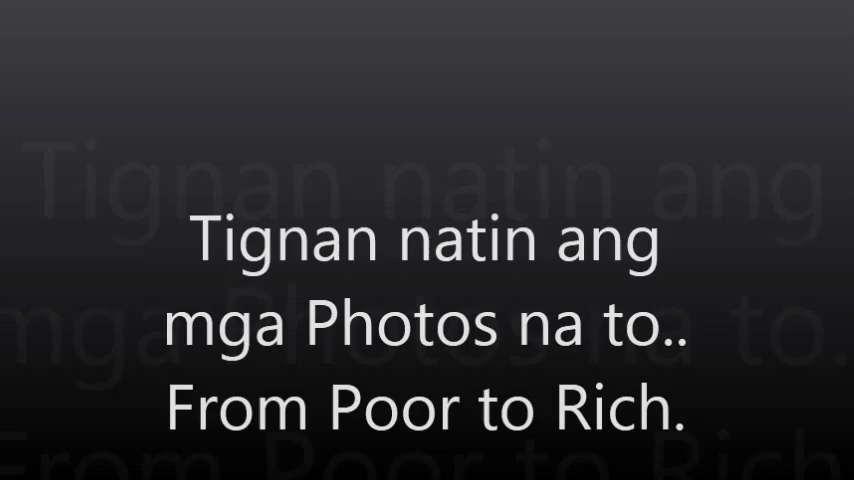 Tignan natin ang
mga Photos na to..
From Poor to Rich.